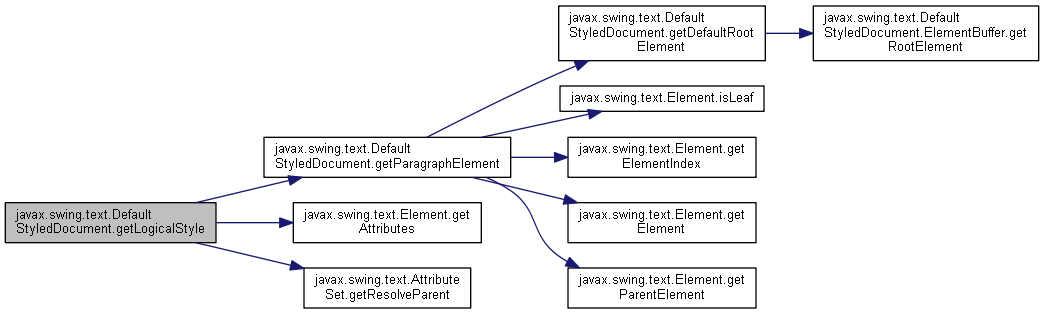 javax.swing.text.Default
StyledDocument.getDefaultRoot
Element
javax.swing.text.Default
StyledDocument.ElementBuffer.get
RootElement
javax.swing.text.Element.isLeaf
javax.swing.text.Default
StyledDocument.getParagraphElement
javax.swing.text.Element.get
ElementIndex
javax.swing.text.Default
StyledDocument.getLogicalStyle
javax.swing.text.Element.get
Attributes
javax.swing.text.Element.get
Element
javax.swing.text.Attribute
Set.getResolveParent
javax.swing.text.Element.get
ParentElement